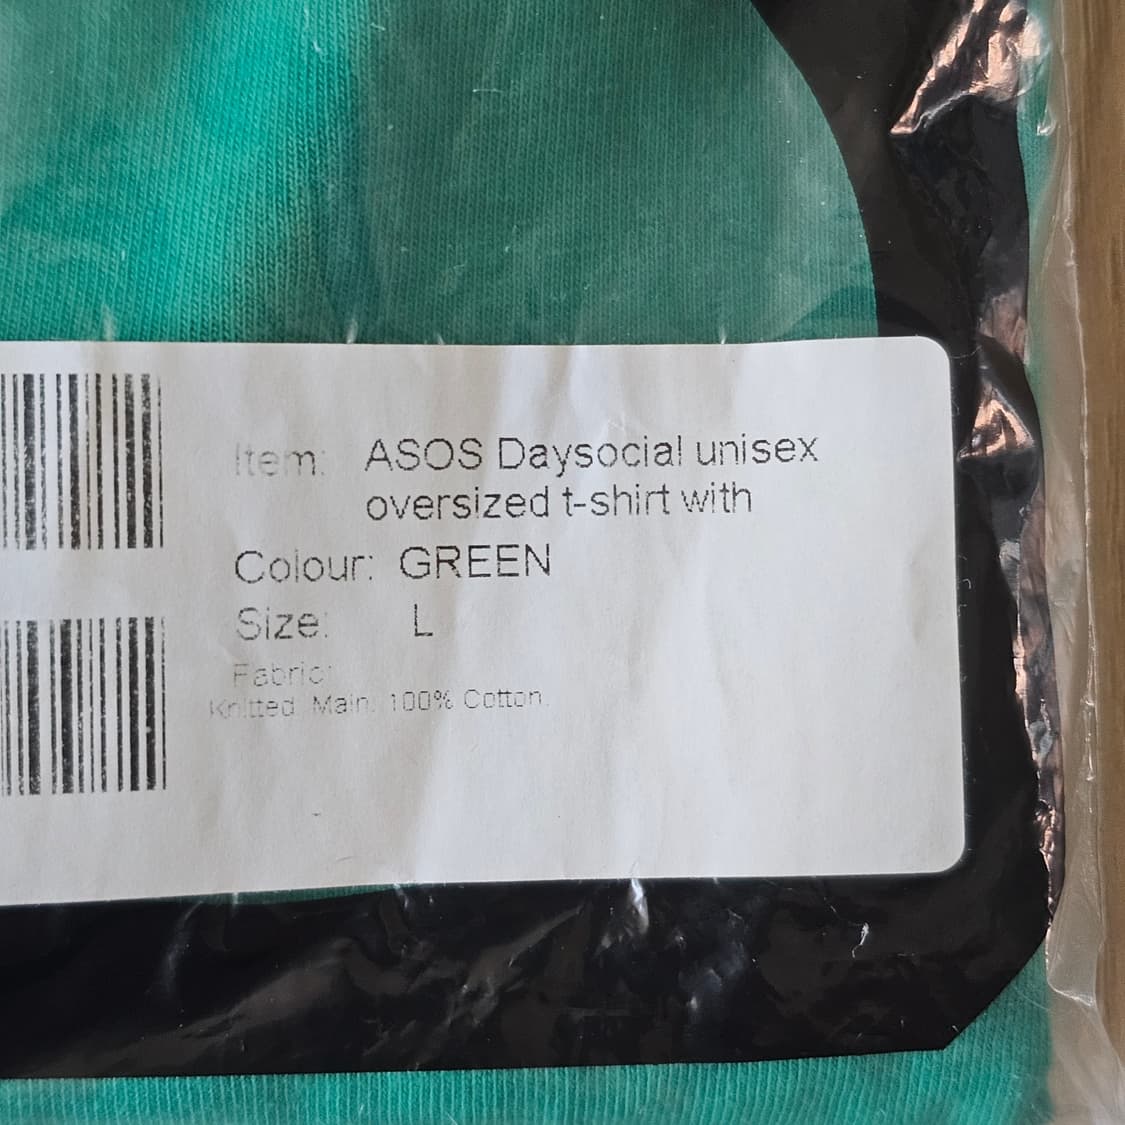 Item: ASOS Daysocial unisex
oversized t-shirt with
Colour: GREEN
Size: L
Fabric:
Knitted Main: 100% Cotton.